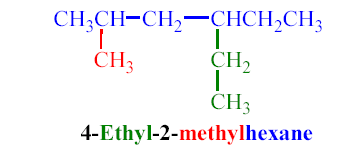 CH₃CH–CH₂–CHCH₂CH₃
CH₃ CH₂
CH₃
4-Ethyl-2-methylhexane